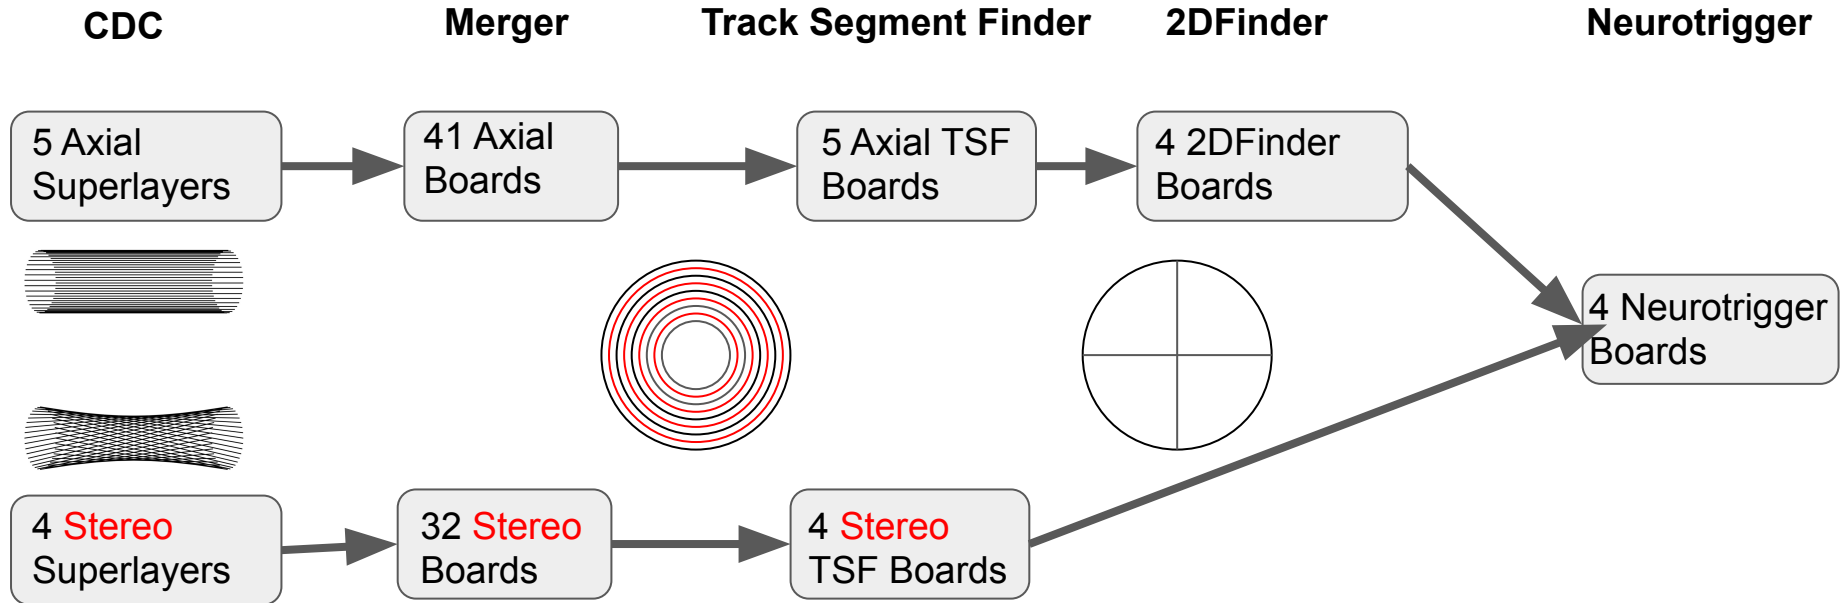 CDC
Merger
Track Segment Finder
2DFinder
Neurotrigger
5 Axial
Superlayers
41 Axial
Boards
5 Axial TSF
Boards
4 2DFinder
Boards
4 Neurotrigger
Boards
4 Stereo
Superlayers
32 Stereo
Boards
4 Stereo
TSF Boards